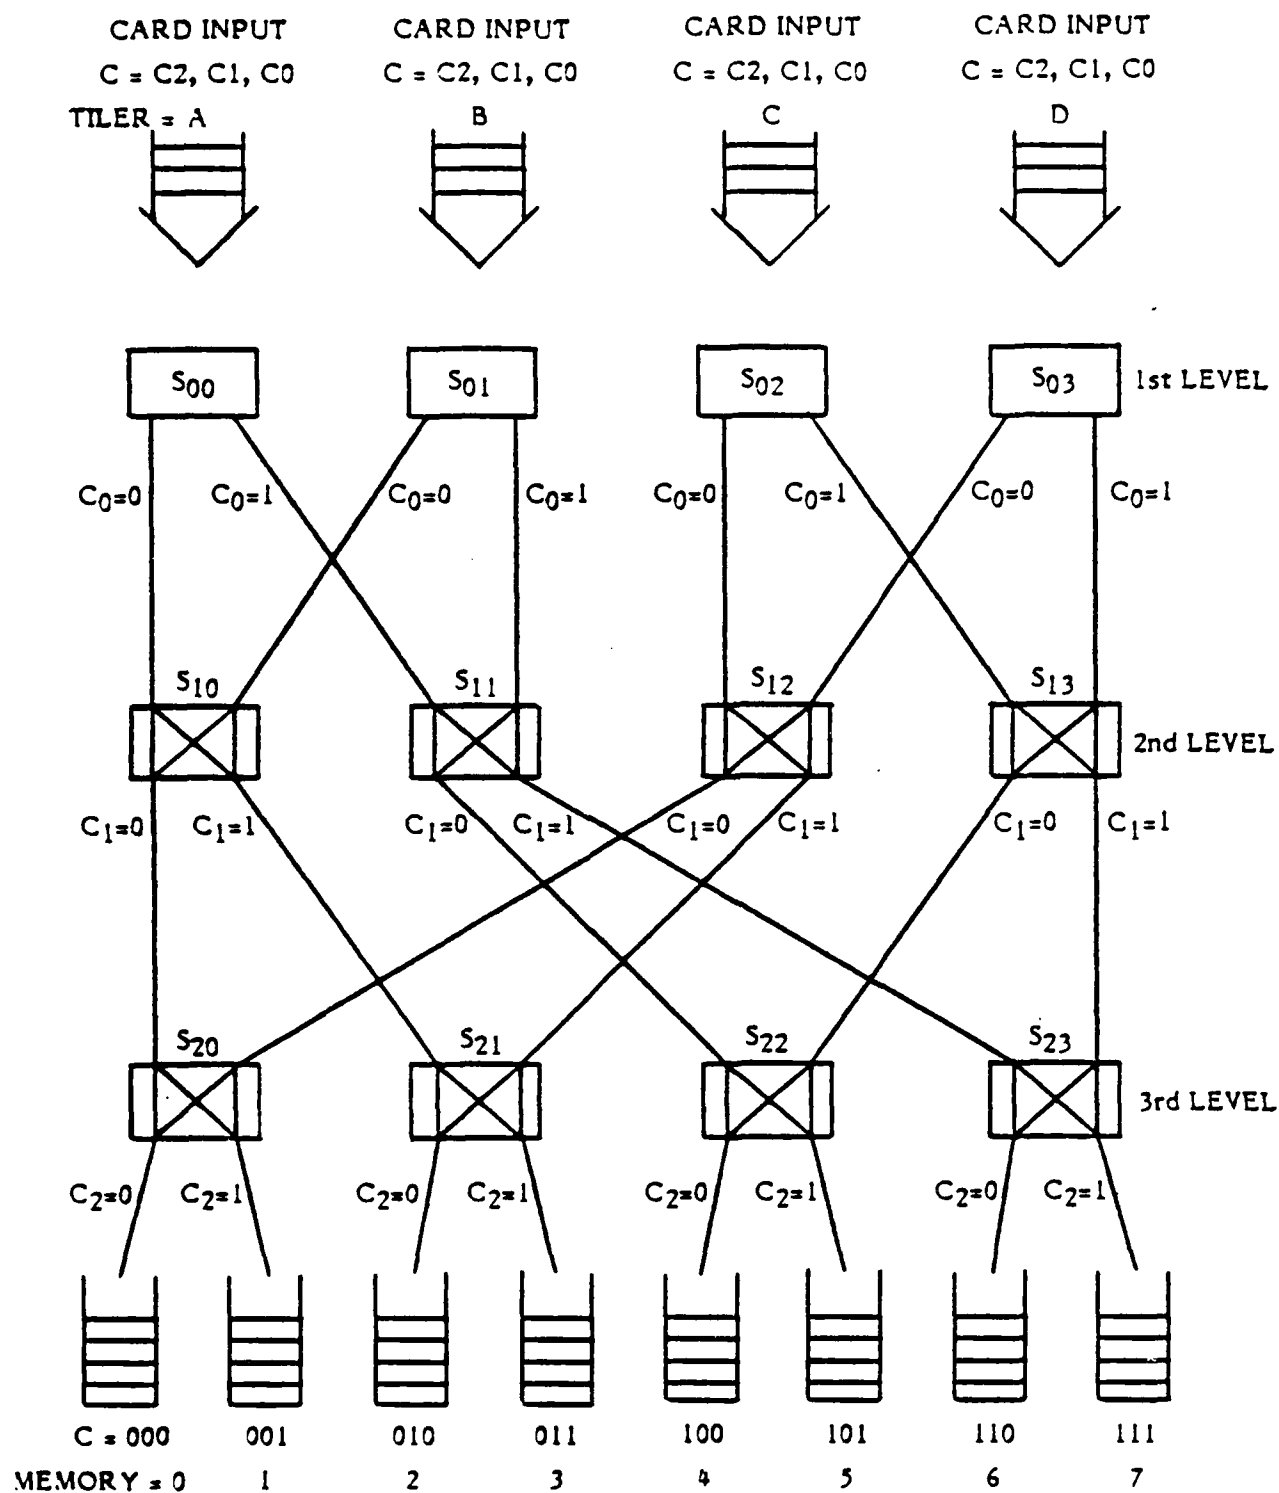 CARD INPUT CARD INPUT CARD INPUT CARD INPUT
C = C2, C1, C0 C = C2, C1, C0 C = C2, C1, C0 C = C2, C1, C0
TILER = A B C D
S00 S01 S02 S03 1st LEVEL
C0=0 C0=1 C0=0 C0=1 C0=0 C0=1 C0=0 C0=1
S10 S11 S12 S13
2nd LEVEL
C1=0 C1=1 C1=0 C1=1 C1=0 C1=1 C1=0 C1=1
S20 S21 S22 S23
3rd LEVEL
C2=0 C2=1 C2=0 C2=1 C2=0 C2=1 C2=0 C2=1
C = 000 001 010 011 100 101 110 111
MEMORY = 0 1 2 3 4 5 6 7